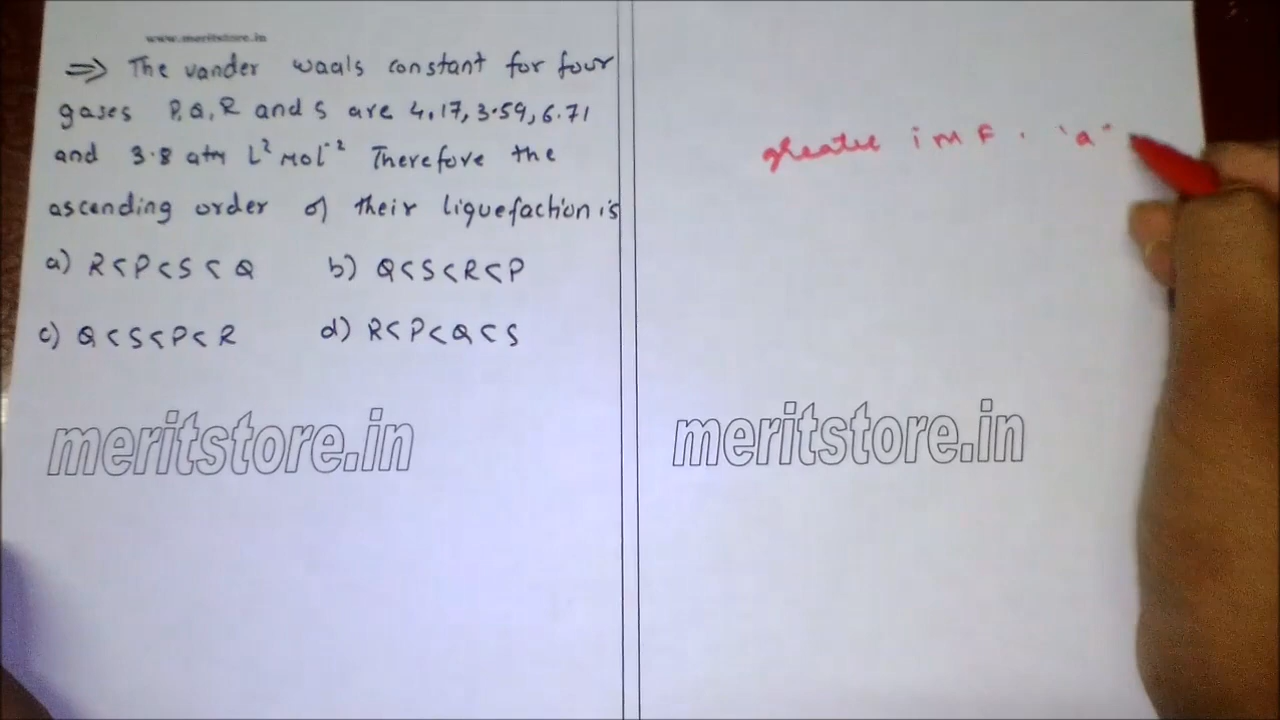 www.meritstore.in
⇒ The vander waals constant for four
gases P, Q, R and S are 4.17, 3.59, 6.71
and 3.8 atm L² mol⁻² Therefore the
ascending order of their liquefaction is
a) R < P < S < Q b) Q < S < R < P
c) Q < S < P < R d) R < P < Q < S
meritstore.in
greater i M F . 'a"
meritstore.in